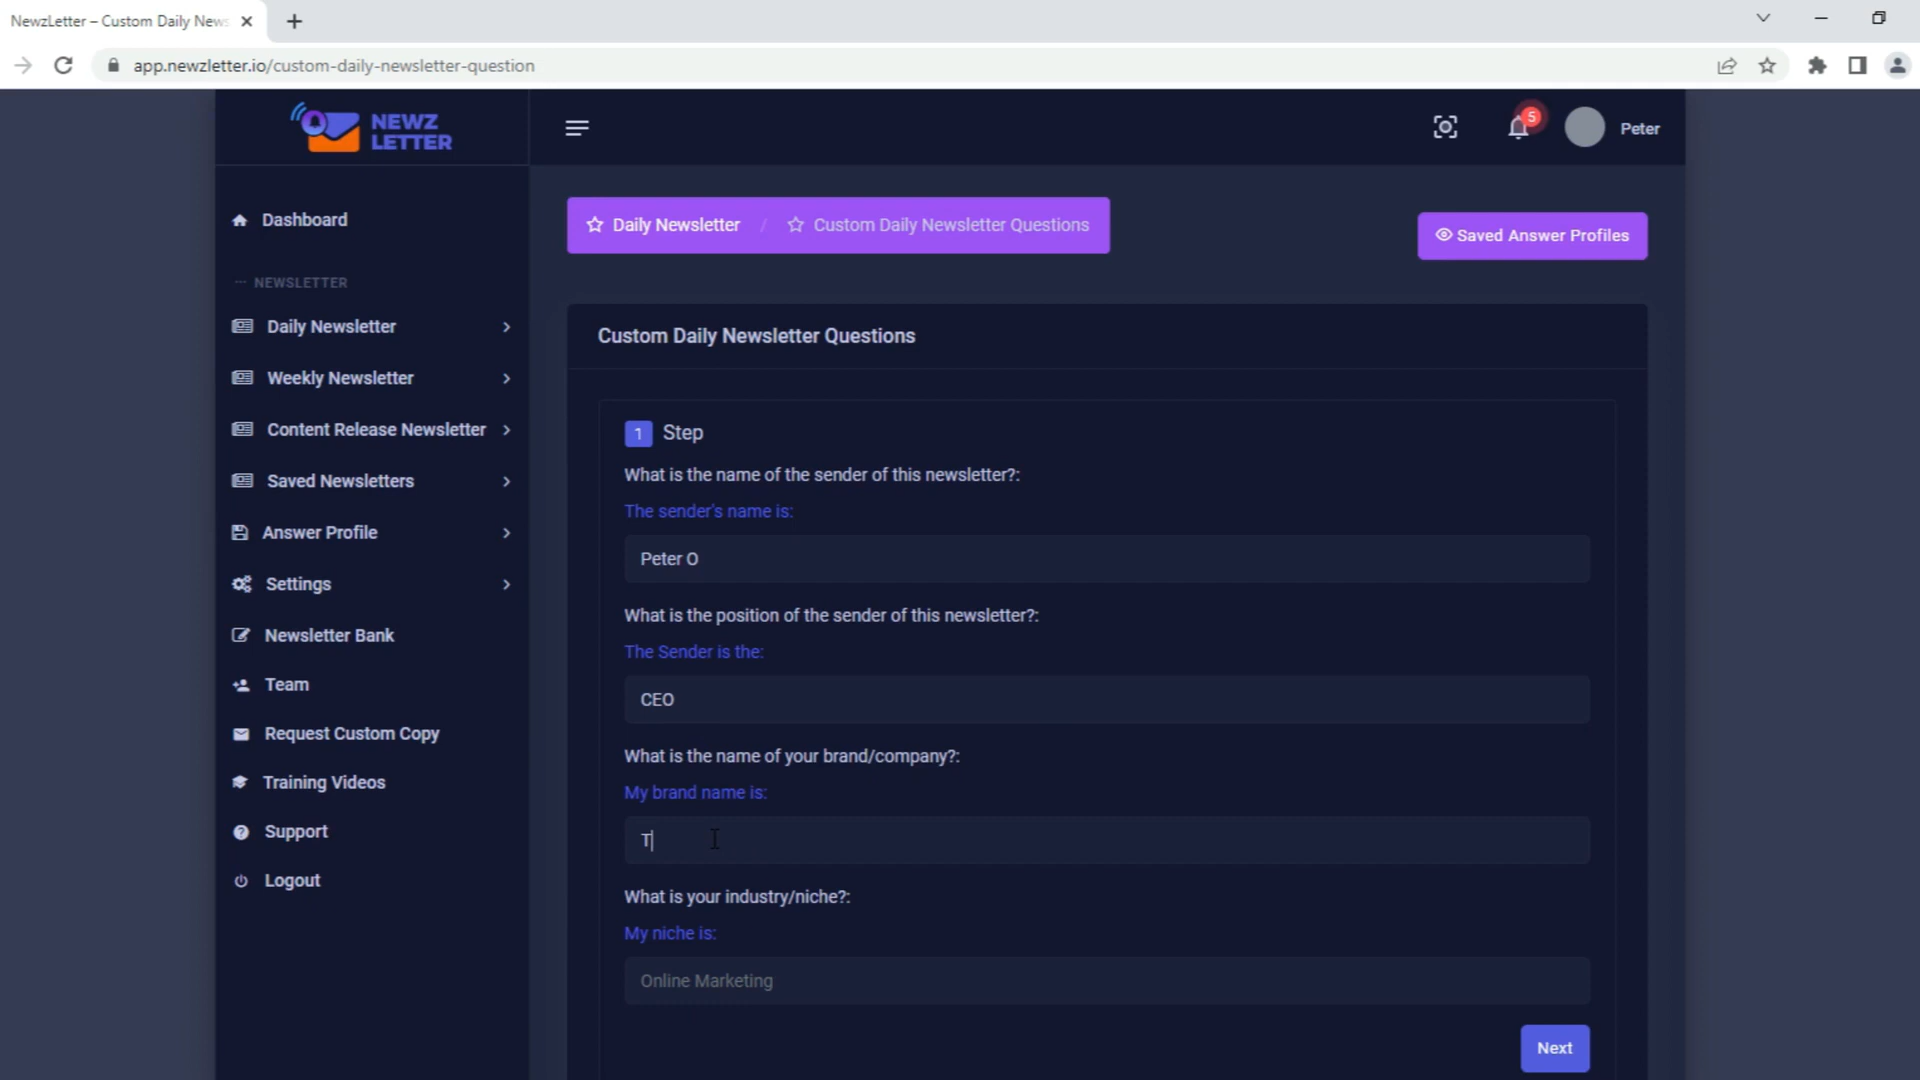 NewzLetter – Custom Daily News
app.newzletter.io/custom-daily-newsletter-question
NEWZ
LETTER
5
Peter
Dashboard
Daily Newsletter / Custom Daily Newsletter Questions
Saved Answer Profiles
··· NEWSLETTER
Daily Newsletter
Weekly Newsletter
Content Release Newsletter
Saved Newsletters
Answer Profile
Settings
Newsletter Bank
Team
Request Custom Copy
Training Videos
Support
Logout
Custom Daily Newsletter Questions
1 Step
What is the name of the sender of this newsletter?:
The sender's name is:
Peter O
What is the position of the sender of this newsletter?:
The Sender is the:
CEO
What is the name of your brand/company?:
My brand name is:
T
What is your industry/niche?:
My niche is:
Online Marketing
Next